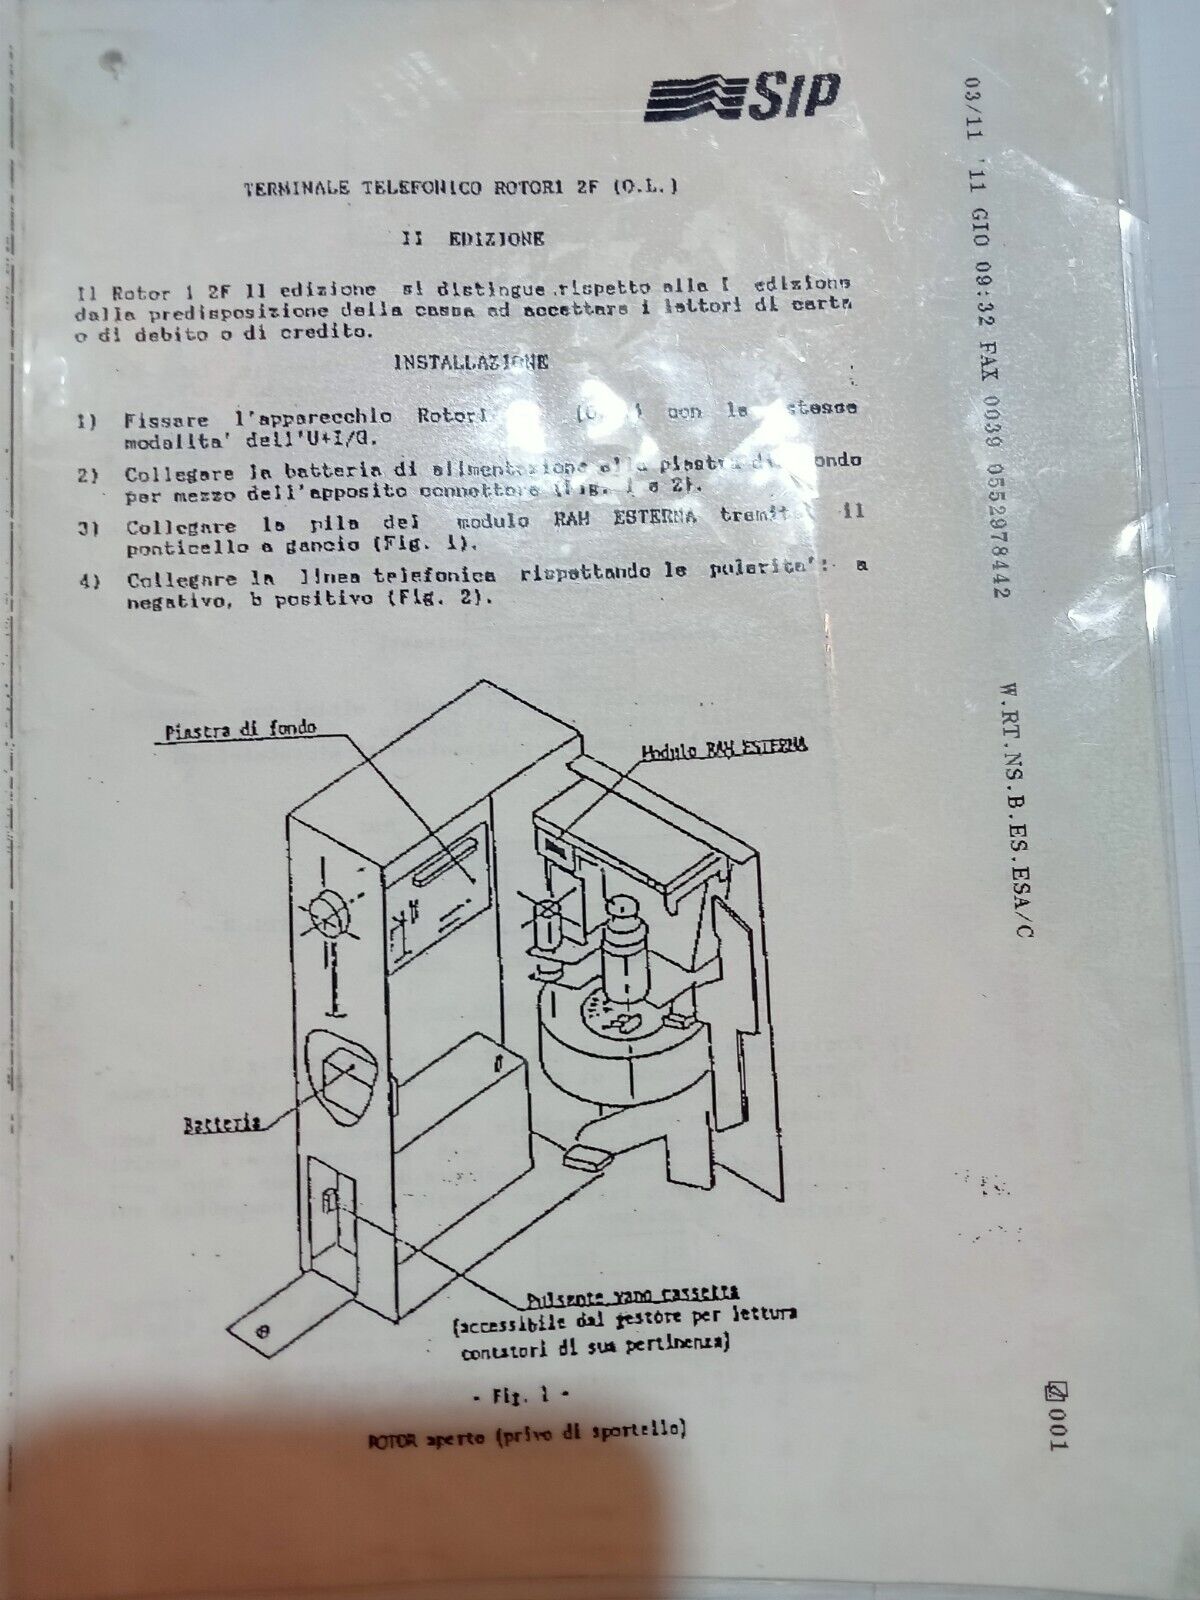 SIP
TERMINALE TELEFONICO ROTOR1 2F (O.L.)
II EDIZIONE
Il Rotor 1 2F II edizione si distingue rispetto alla I edizione
dalla predisposizione della cassa ad accettare i lettori di carta
o di debito o di credito.
INSTALLAZIONE
1) Fissare l'apparecchio Rotor1 con le stesse
modalita' dell'U+I/G.
2) Collegare la batteria di alimentazione alla piastra di fondo
per mezzo dell'apposito connettore (Fig. 1 e 2).
3) Collegare la pila del modulo RAM ESTERNA tramite il
ponticello a gancio (Fig. 1).
4) Collegare la linea telefonica rispettando le polarita': a
negativo, b positivo (Fig. 2).
Piastra di fondo
Modulo RAM ESTERNA
Batteria
Pulsante vano cassetta
(accessibile dal gestore per lettura
contatori di sua pertinenza)
- Fig. 1 -
ROTOR aperto (privo di sportello)
03/11 '11 GIO 09:32 FAX 0039 0552978442 W.RT.NS.B.ES.ESA/C
001